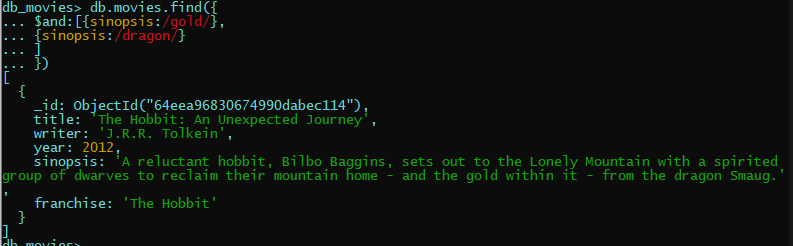 db_movies> db.movies.find({
... $and:[{sinopsis:/gold/},
... {sinopsis:/dragon/}
... ]
... })
[
  {
    _id: ObjectId("64eea96830674990dabec114"),
    title: 'The Hobbit: An Unexpected Journey',
    writer: 'J.R.R. Tolkein',
    year: 2012,
    sinopsis: 'A reluctant hobbit, Bilbo Baggins, sets out to the Lonely Mountain with a spirited
group of dwarves to reclaim their mountain home - and the gold within it - from the dragon Smaug.'
,
    franchise: 'The Hobbit'
  }
]
db_movies>